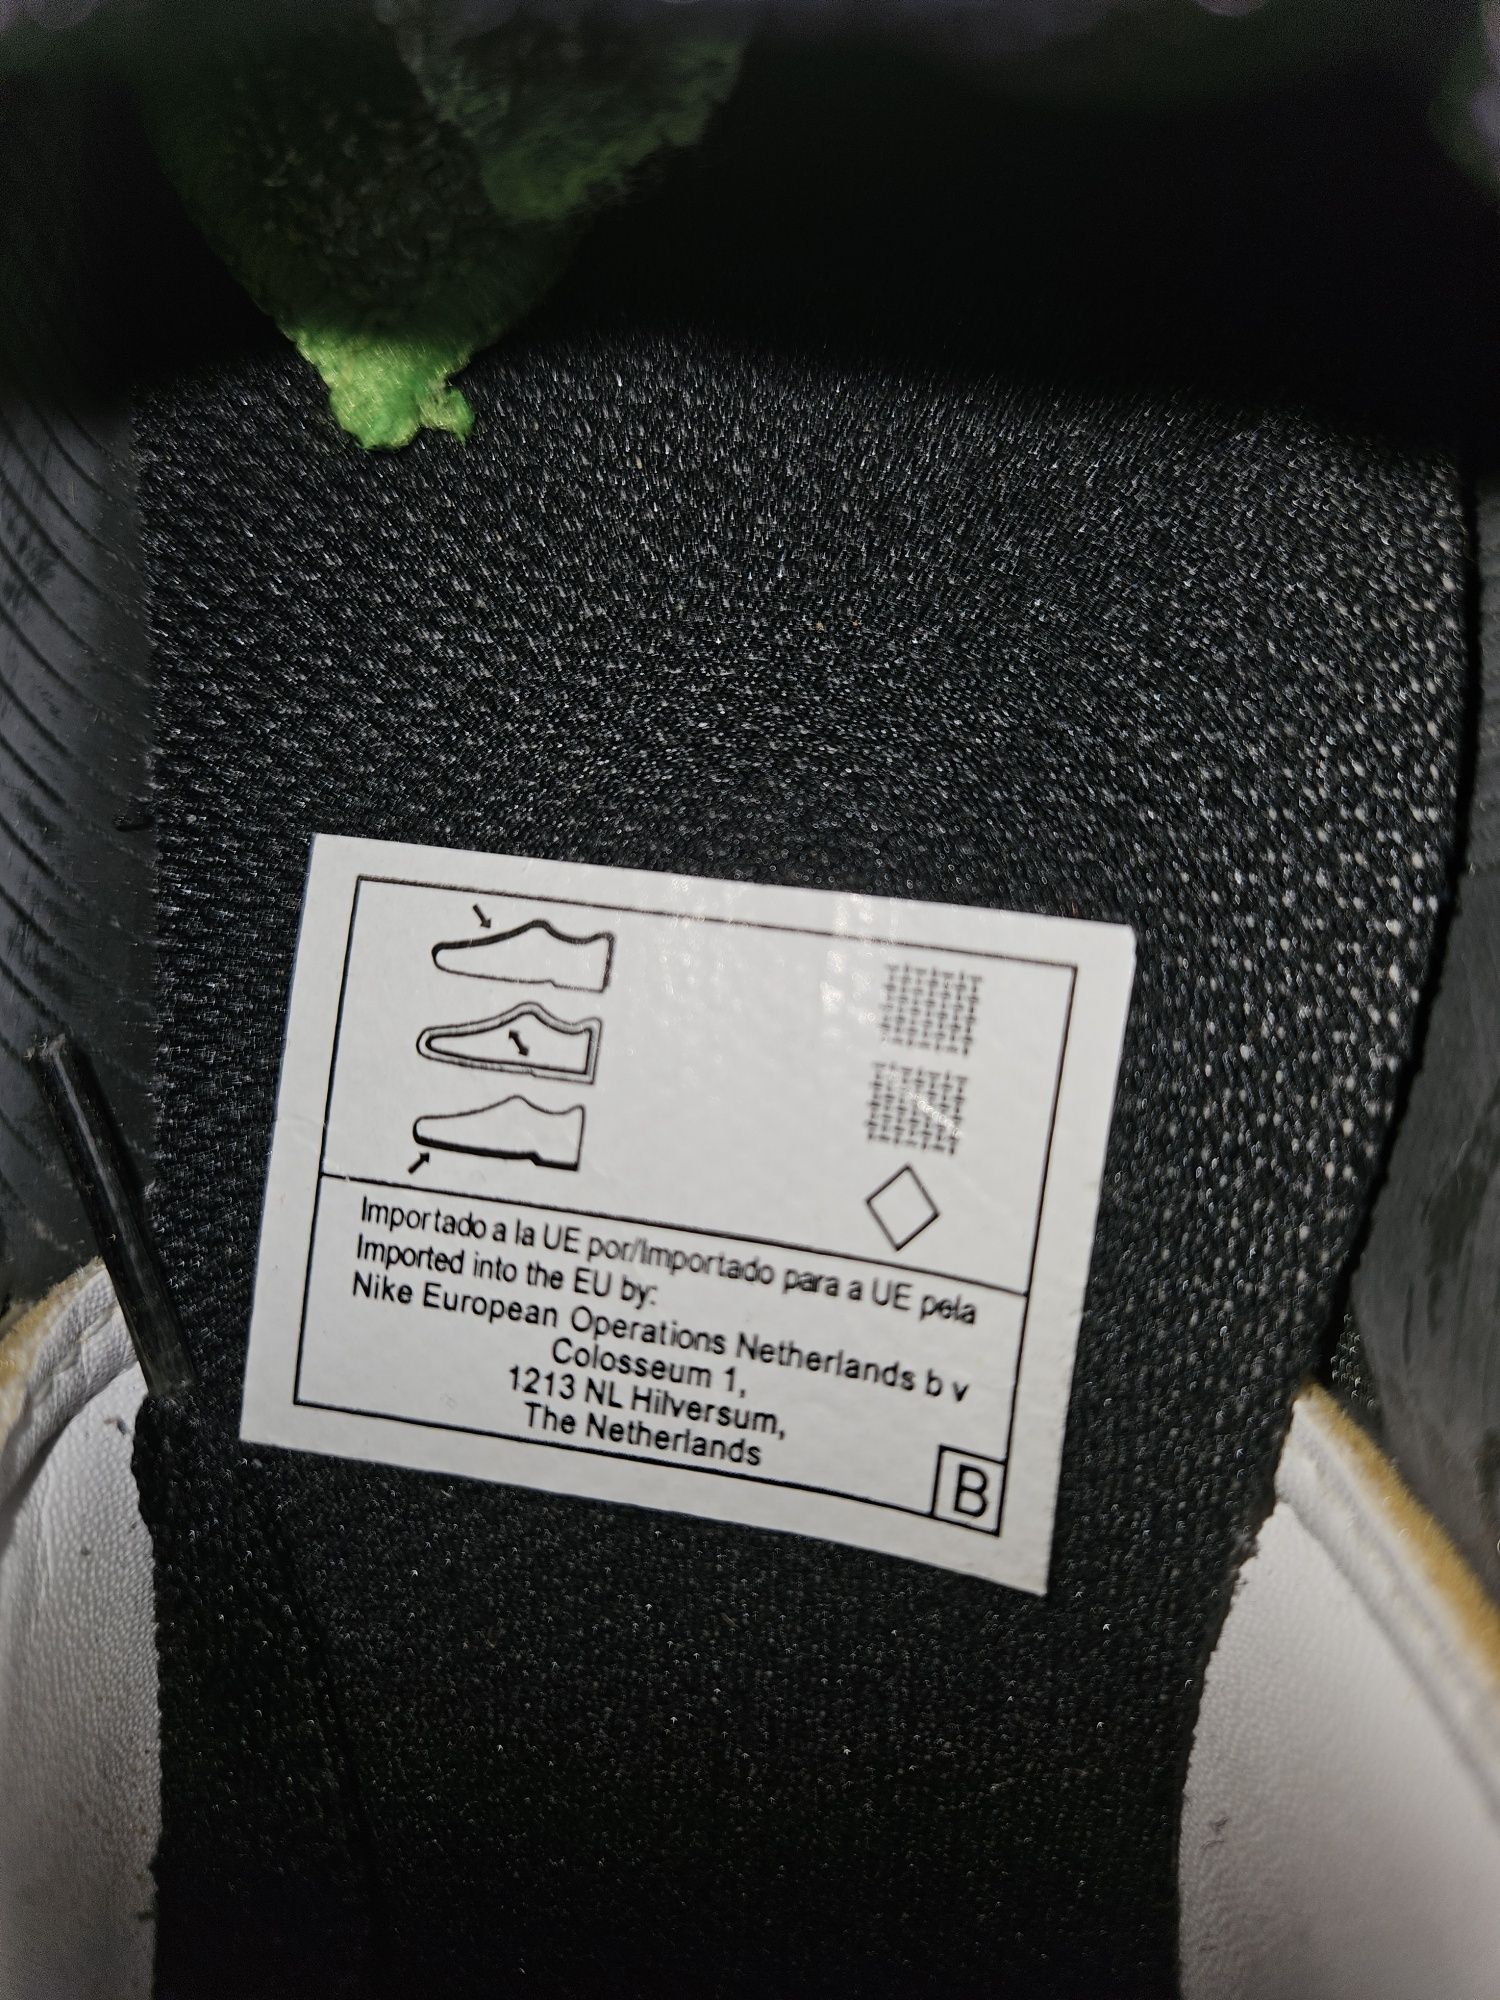 Importado a la UE por/Importado para a UE pela
Imported into the EU by:
Nike European Operations Netherlands b v
Colosseum 1,
1213 NL Hilversum,
The Netherlands
B